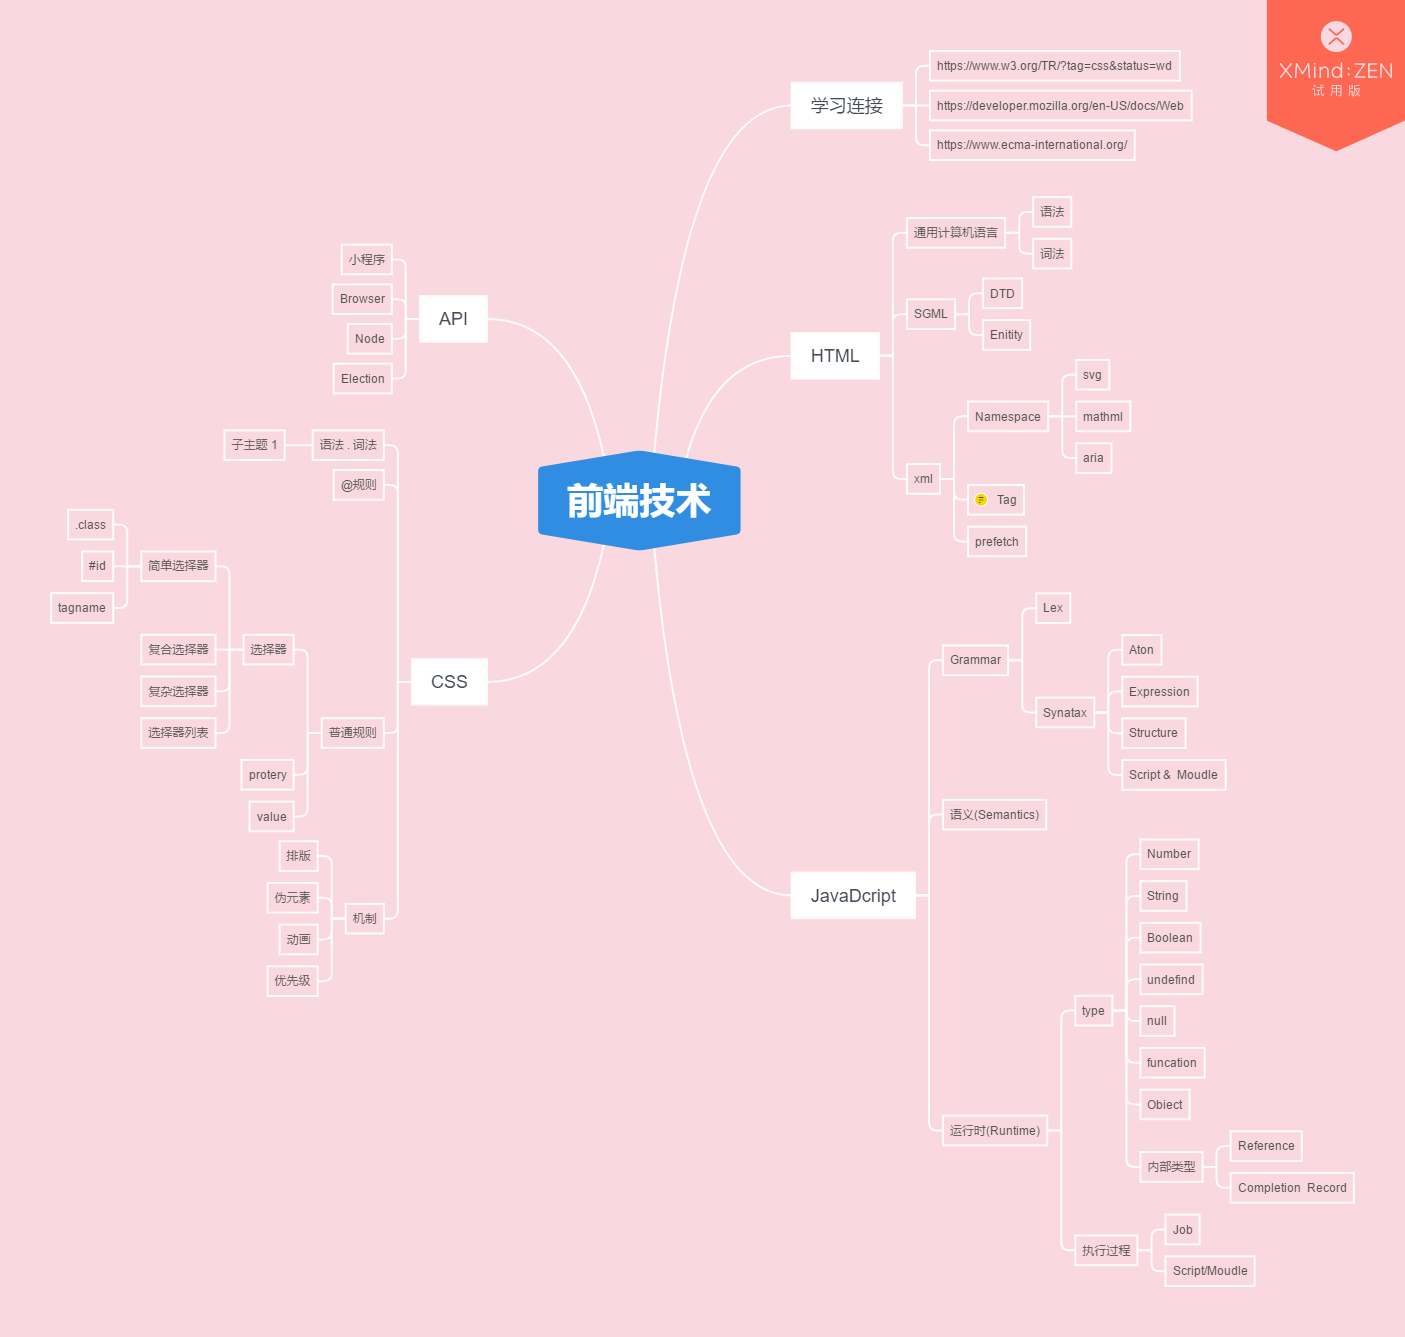 XMind:ZEN
试用版
前端技术
学习连接
https://www.w3.org/TR/?tag=css&status=wd
https://developer.mozilla.org/en-US/docs/Web
https://www.ecma-international.org/
HTML
通用计算机语言
语法
词法
SGML
DTD
Enitity
xml
Namespace
svg
mathml
aria
Tag
prefetch
JavaDcript
Grammar
Lex
Synatax
Aton
Expression
Structure
Script & Moudle
语义(Semantics)
运行时(Runtime)
type
Number
String
Boolean
undefind
null
funcation
Obiect
内部类型
Reference
Completion Record
执行过程
Job
Script/Moudle
API
小程序
Browser
Node
Election
CSS
语法 . 词法
子主题 1
@规则
普通规则
选择器
简单选择器
.class
#id
tagname
复合选择器
复杂选择器
选择器列表
protery
value
机制
排版
伪元素
动画
优先级